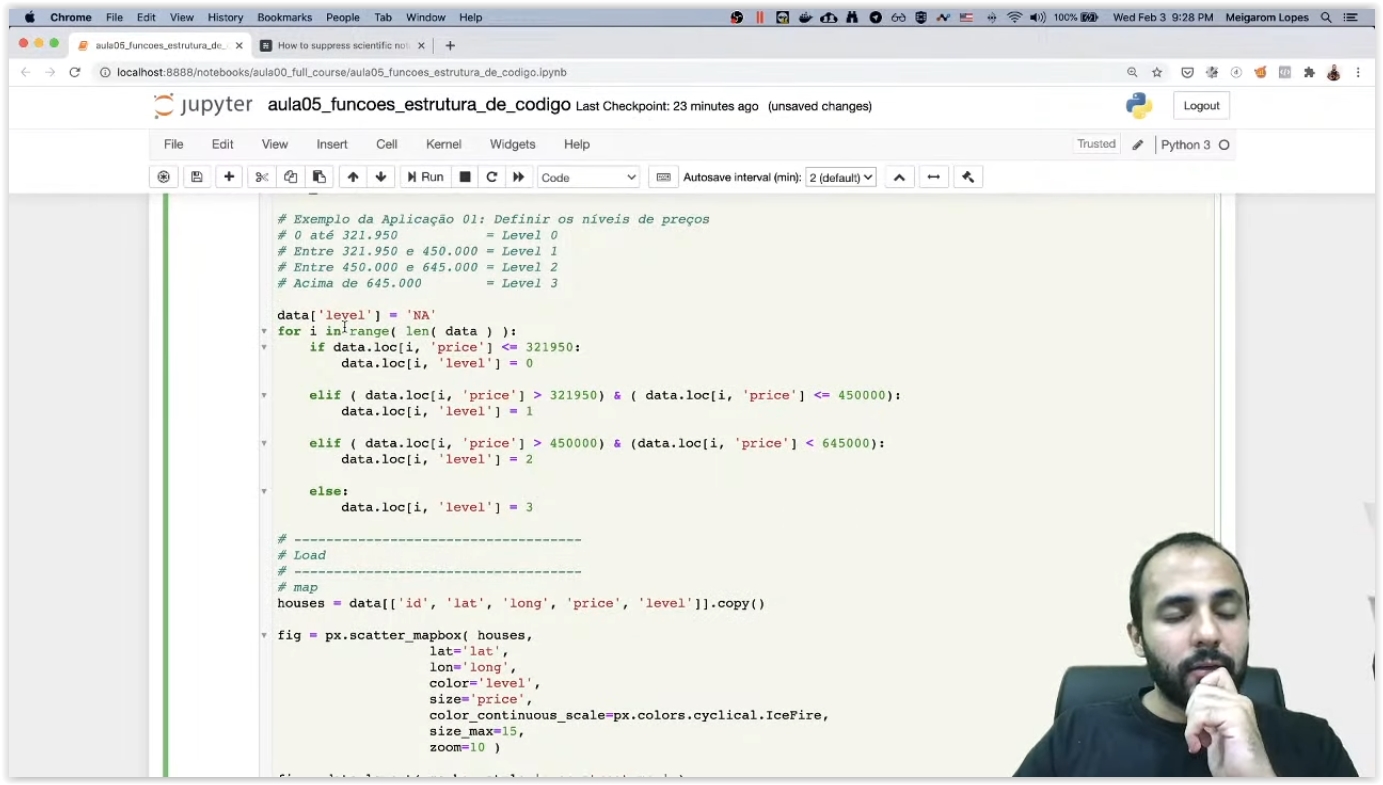 Chrome File Edit View History Bookmarks People Tab Window Help 100% Wed Feb 3 9:28 PM Meigarom Lopes
aula05_funcoes_estrutura_de_ How to suppress scientific not
localhost:8888/notebooks/aula00_full_course/aula05_funcoes_estrutura_de_codigo.ipynb
jupyter aula05_funcoes_estrutura_de_codigo Last Checkpoint: 23 minutes ago (unsaved changes) Logout
File Edit View Insert Cell Kernel Widgets Help Trusted Python 3
Run Code Autosave interval (min): 2 (default)
# Exemplo da Aplicação 01: Definir os níveis de preços
# 0 até 321.950 = Level 0
# Entre 321.950 e 450.000 = Level 1
# Entre 450.000 e 645.000 = Level 2
# Acima de 645.000 = Level 3
data['level'] = 'NA'
for i in range( len( data ) ):
if data.loc[i, 'price'] <= 321950:
data.loc[i, 'level'] = 0
elif ( data.loc[i, 'price'] > 321950) & ( data.loc[i, 'price'] <= 450000):
data.loc[i, 'level'] = 1
elif ( data.loc[i, 'price'] > 450000) & (data.loc[i, 'price'] < 645000):
data.loc[i, 'level'] = 2
else:
data.loc[i, 'level'] = 3
# ------------------------------------
# Load
# ------------------------------------
# map
houses = data[['id', 'lat', 'long', 'price', 'level']].copy()
fig = px.scatter_mapbox( houses,
lat='lat',
lon='long',
color='level',
size='price',
color_continuous_scale=px.colors.cyclical.IceFire,
size_max=15,
zoom=10 )